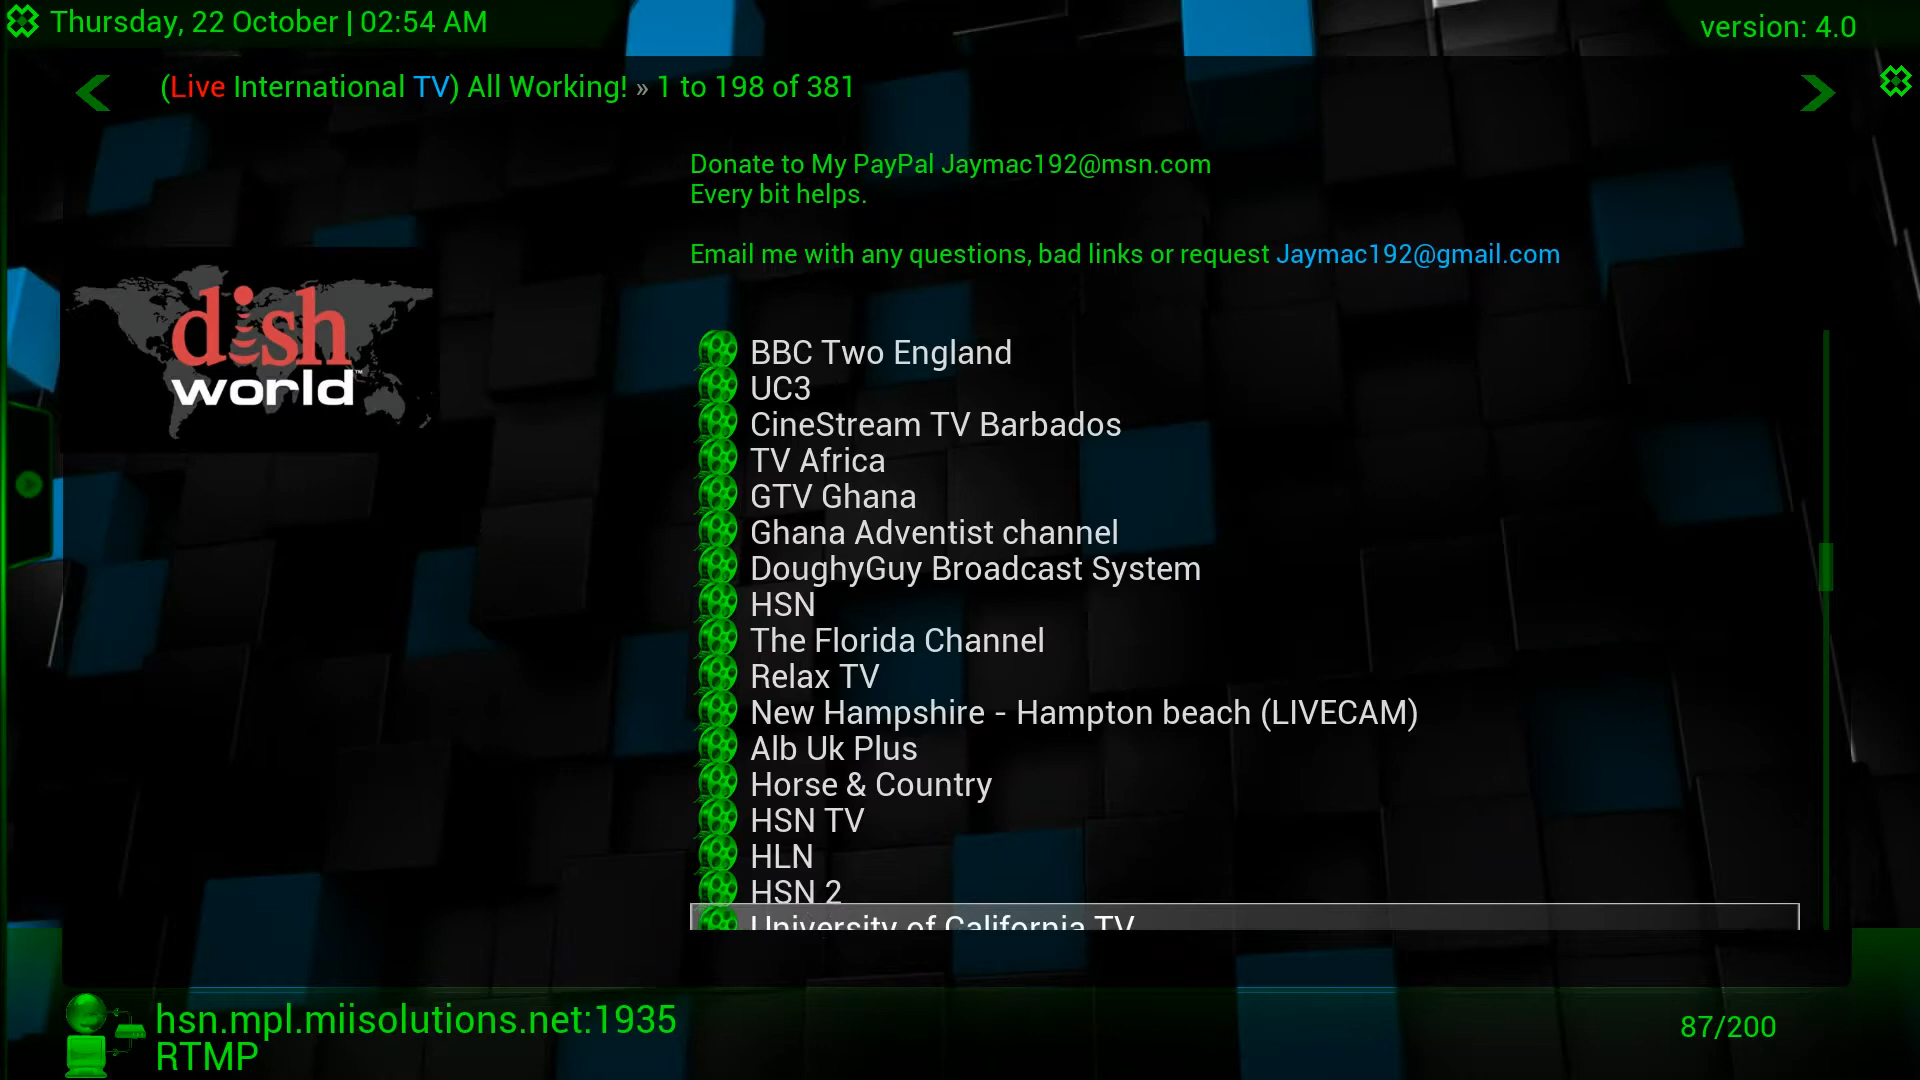 Thursday, 22 October | 02:54 AM
version: 4.0
(Live International TV) All Working! » 1 to 198 of 381
Donate to My PayPal Jaymac192@msn.com
Every bit helps.
Email me with any questions, bad links or request Jaymac192@gmail.com
dish
world™
BBC Two England
UC3
CineStream TV Barbados
TV Africa
GTV Ghana
Ghana Adventist channel
DoughyGuy Broadcast System
HSN
The Florida Channel
Relax TV
New Hampshire - Hampton beach (LIVECAM)
Alb Uk Plus
Horse & Country
HSN TV
HLN
HSN 2
University of California TV
hsn.mpl.miisolutions.net:1935
RTMP
87/200